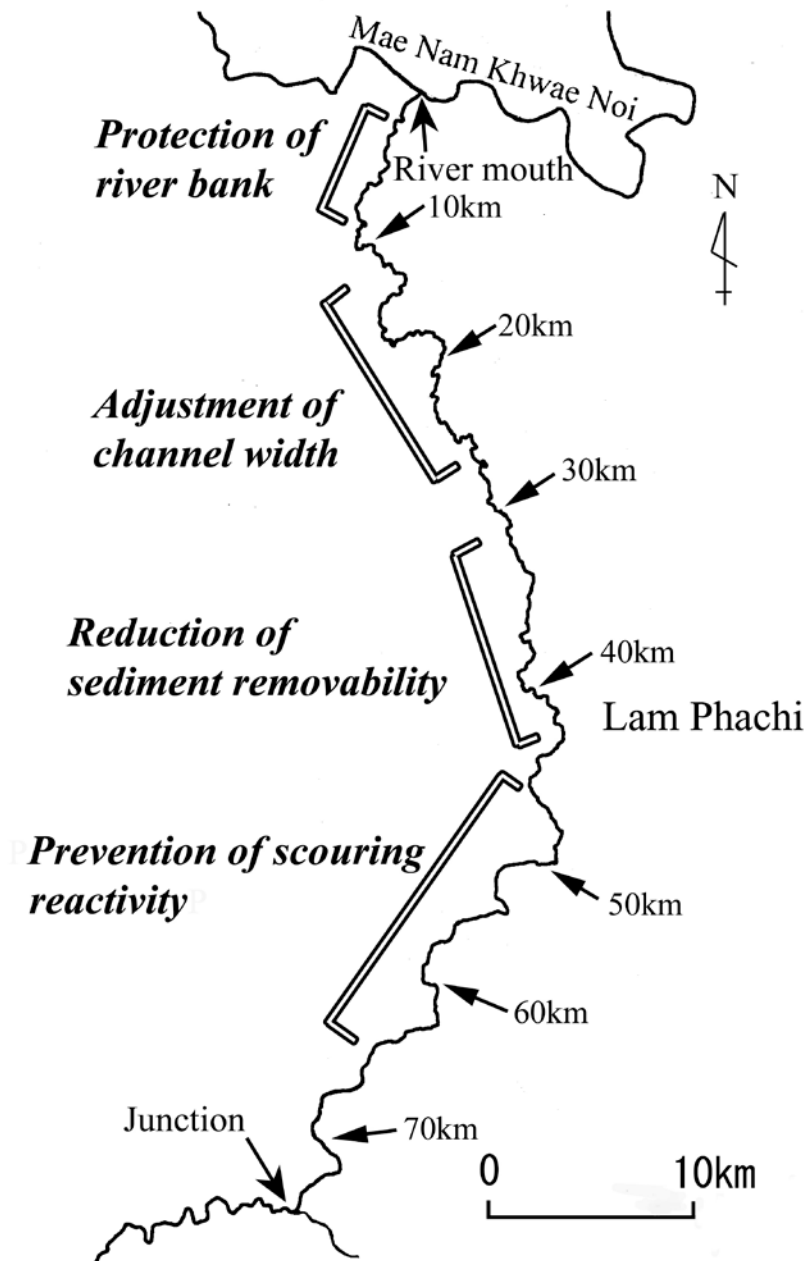 Mae Nam Khwae Noi
Protection of
river bank
River mouth
10km
N
20km
Adjustment of
channel width
30km
Reduction of
sediment removability
40km
Lam Phachi
Prevention of scouring
reactivity
50km
60km
Junction
70km
0 10km